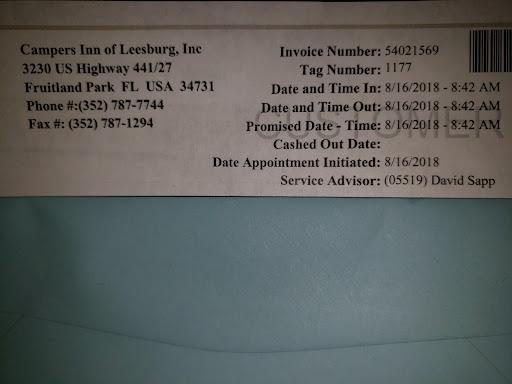 Campers Inn of Leesburg, Inc
3230 US Highway 441/27
Fruitland Park FL USA 34731
Phone #:(352) 787-7744
Fax #: (352) 787-1294
Invoice Number: 54021569
Tag Number: 1177
Date and Time In: 8/16/2018 - 8:42 AM
Date and Time Out: 8/16/2018 - 8:42 AM
Promised Date - Time: 8/16/2018 - 8:42 AM
Cashed Out Date:
Date Appointment Initiated: 8/16/2018
Service Advisor: (05519) David Sapp
CUSTOMER